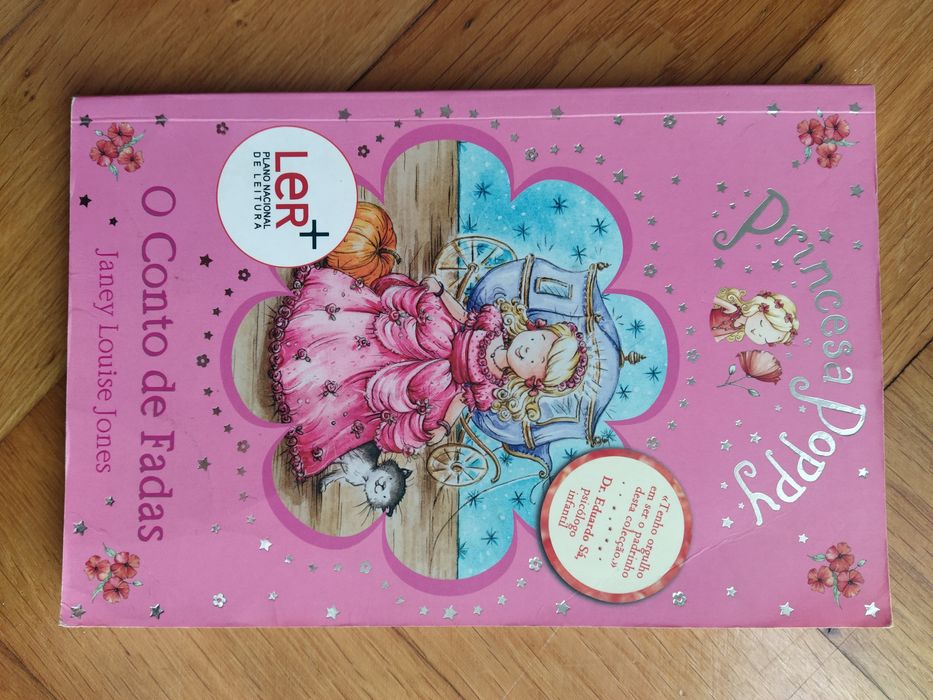 Princesa Poppy
«Tenho orgulho
em ser o padrinho
desta colecção»
Dr. Eduardo Sá,
psicólogo
infantil
LeR+
PLANO NACIONAL
DE LEITURA
O Conto de Fadas
Janey Louise Jones